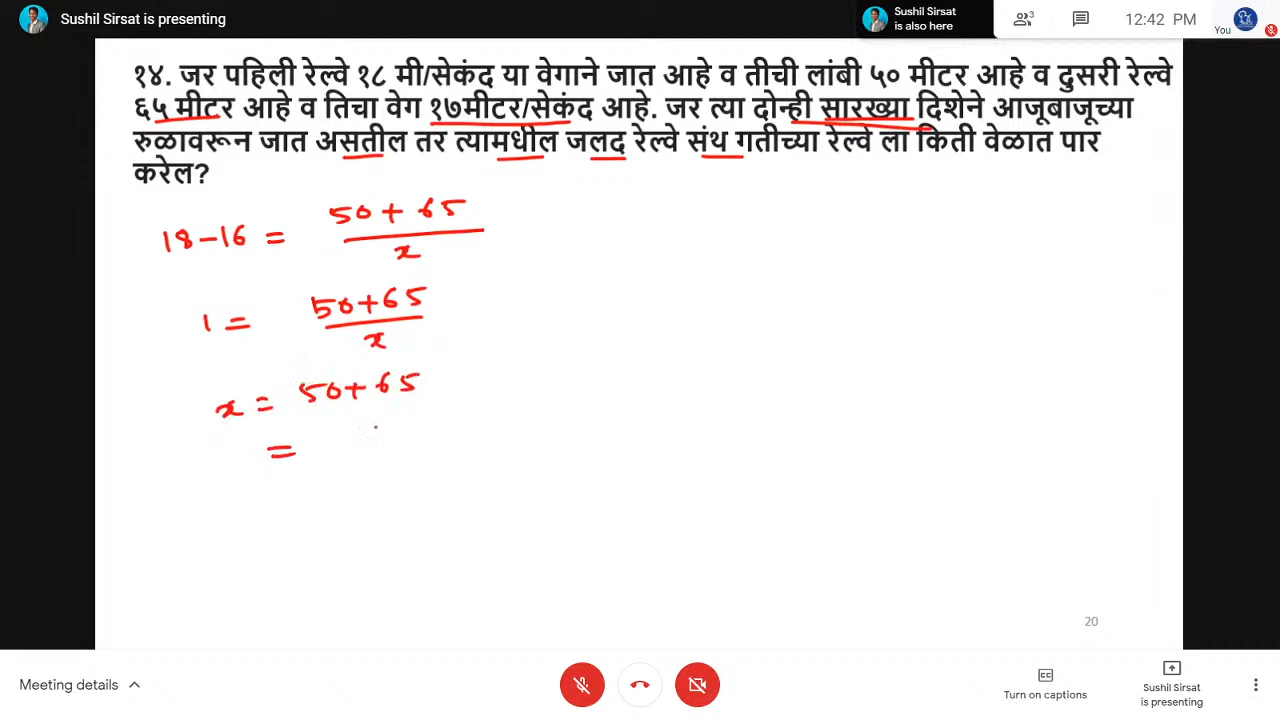 Sushil Sirsat is presenting
Sushil Sirsat
is also here
3
12:42 PM
You
१४. जर पहिली रेल्वे १८ मी/सेकंद या वेगाने जात आहे व तीची लांबी ५० मीटर आहे व दुसरी रेल्वे
६५ मीटर आहे व तिचा वेग १७मीटर/सेकंद आहे. जर त्या दोन्ही सारख्या दिशेने आजूबाजूच्या
रुळावरून जात असतील तर त्यामधील जलद रेल्वे संथ गतीच्या रेल्वे ला किती वेळात पार
करेल?
18-16 = 50+65/x
1 = 50+65/x
x = 50+65
=
20
Meeting details
Turn on captions
Sushil Sirsat
is presenting